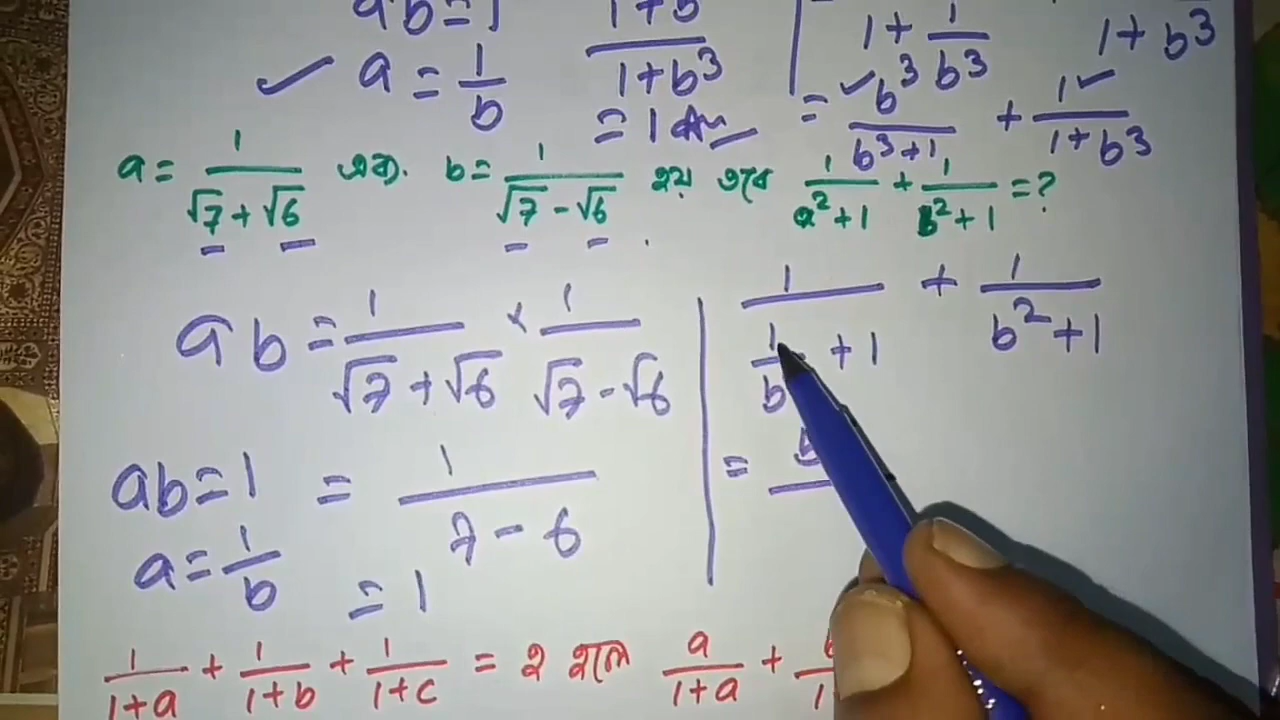 ab=1
a = 1/b ✓
1+b³/1+b³
= 1 Ans
1 + 1/b³
1+b³
= b³/b³+1 + 1/1+b³
a = 1/√7+√6 এবং b = 1/√7-√6 হয় তবে 1/a²+1 + 1/b²+1 = ?
ab = 1/√7+√6 × 1/√7-√6
ab = 1 = 1/7-6
a = 1/b
= 1
1/1/b +1 + 1/b²+1
=
1/1+a + 1/1+b + 1/1+c = ২ হলে a/1+a +